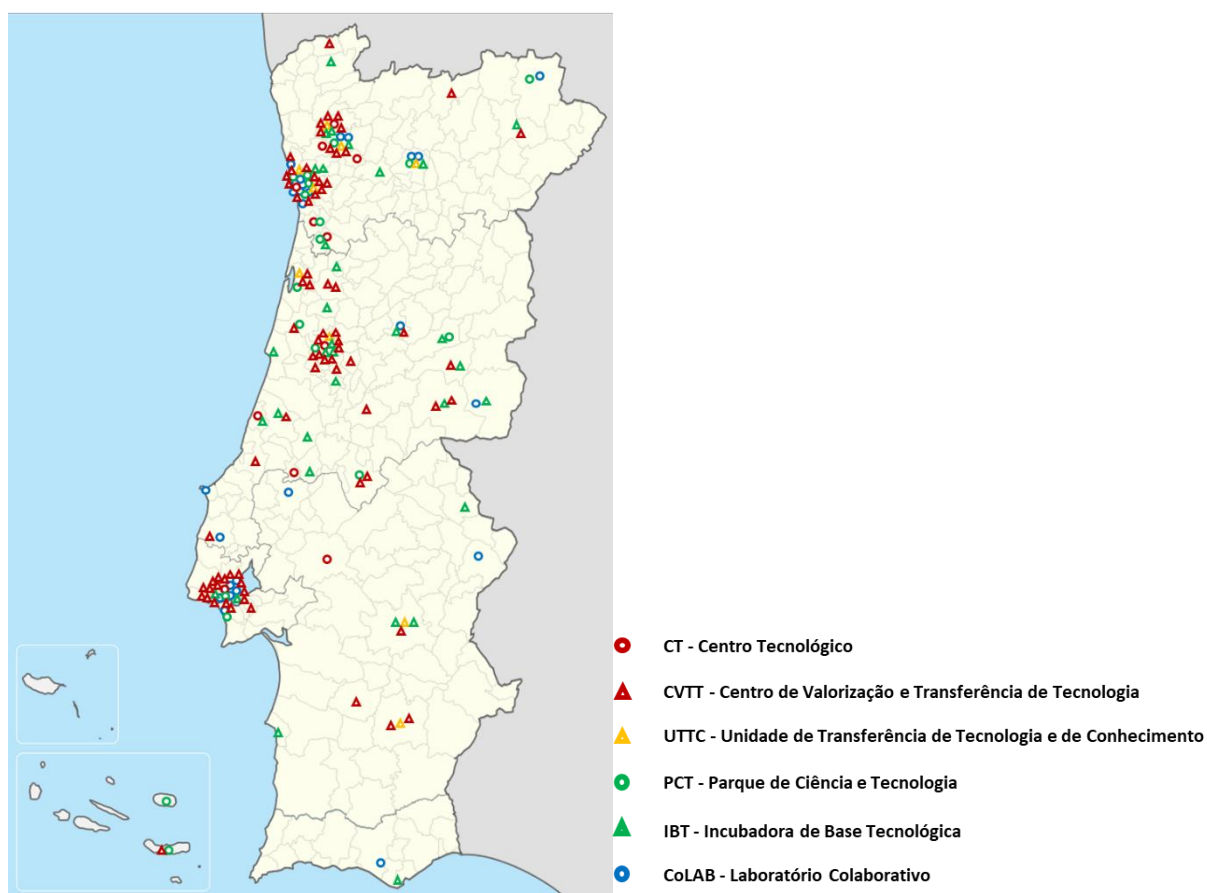 CT - Centro Tecnológico
CVTT - Centro de Valorização e Transferência de Tecnologia
UTTC - Unidade de Transferência de Tecnologia e de Conhecimento
PCT - Parque de Ciência e Tecnologia
IBT - Incubadora de Base Tecnológica
CoLAB - Laboratório Colaborativo